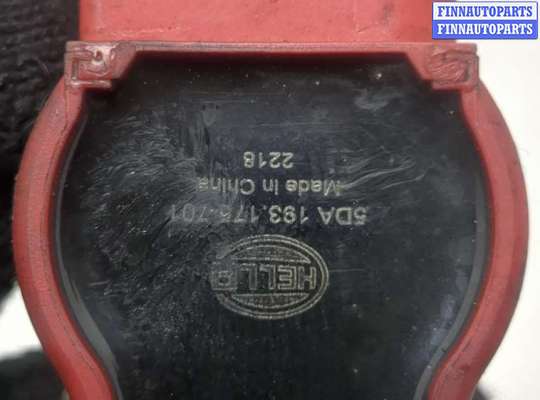 FINNAUTOPARTS
FINNAUTOPARTS
HELLA
5DA 193.175-701
Made in China
2218